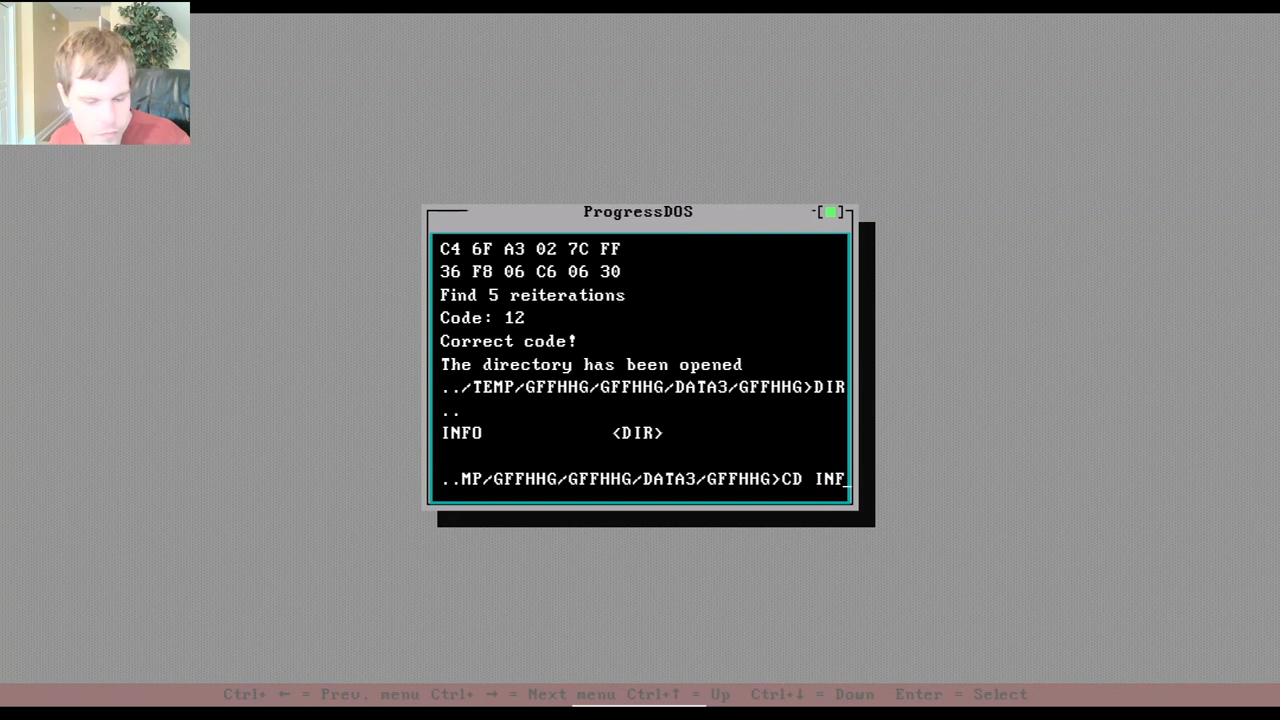 ProgressDOS
C4 6F A3 02 7C FF
36 F8 06 C6 06 30
Find 5 reiterations
Code: 12
Correct code!
The directory has been opened
../TEMP/GFFHHG/GFFHHG/DATA3/GFFHHG>DIR
..
INFO <DIR>
..MP/GFFHHG/GFFHHG/DATA3/GFFHHG>CD INF_
Ctrl+ ← = Prev. menu Ctrl+ → = Next menu Ctrl+↑ = Up Ctrl+↓ = Down Enter = Select